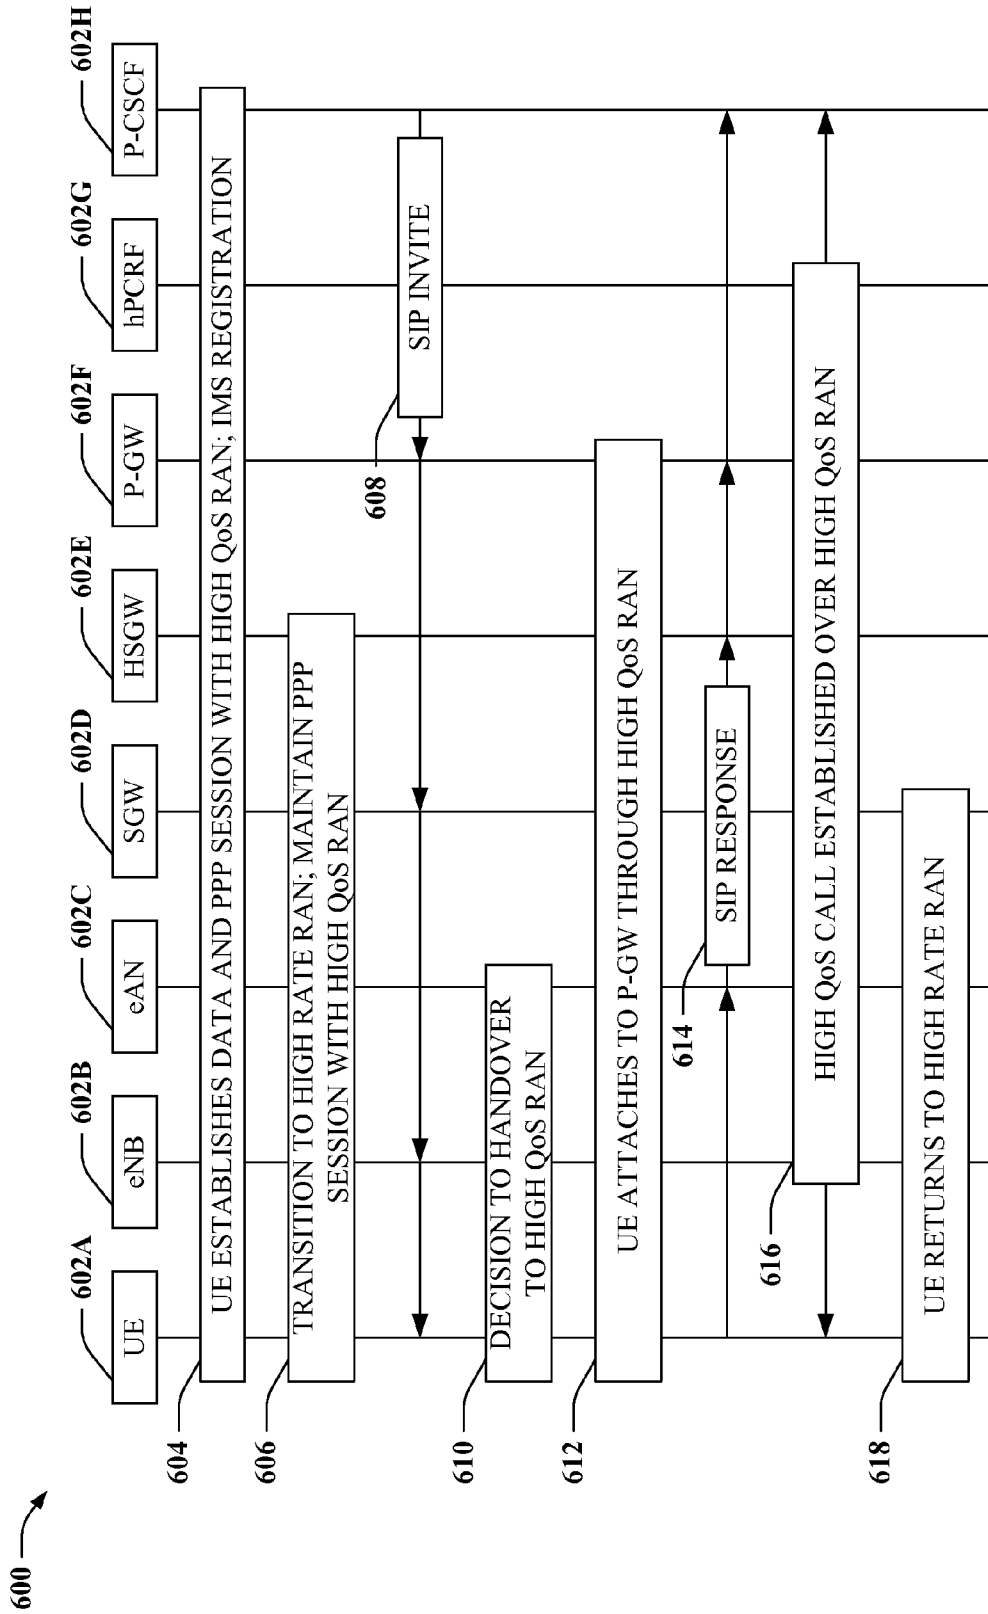 600
602A
602B
602C
602D
602E
602F
602G
602H
UE
eNB
eAN
SGW
HSGW
P-GW
hPCRF
P-CSCF
604
UE ESTABLISHES DATA AND PPP SESSION WITH HIGH QoS RAN; IMS REGISTRATION
606
TRANSITION TO HIGH RATE RAN; MAINTAIN PPP
SESSION WITH HIGH QoS RAN
608
SIP INVITE
610
DECISION TO HANDOVER
TO HIGH QoS RAN
612
UE ATTACHES TO P-GW THROUGH HIGH QoS RAN
614
SIP RESPONSE
616
HIGH QoS CALL ESTABLISHED OVER HIGH QoS RAN
618
UE RETURNS TO HIGH RATE RAN